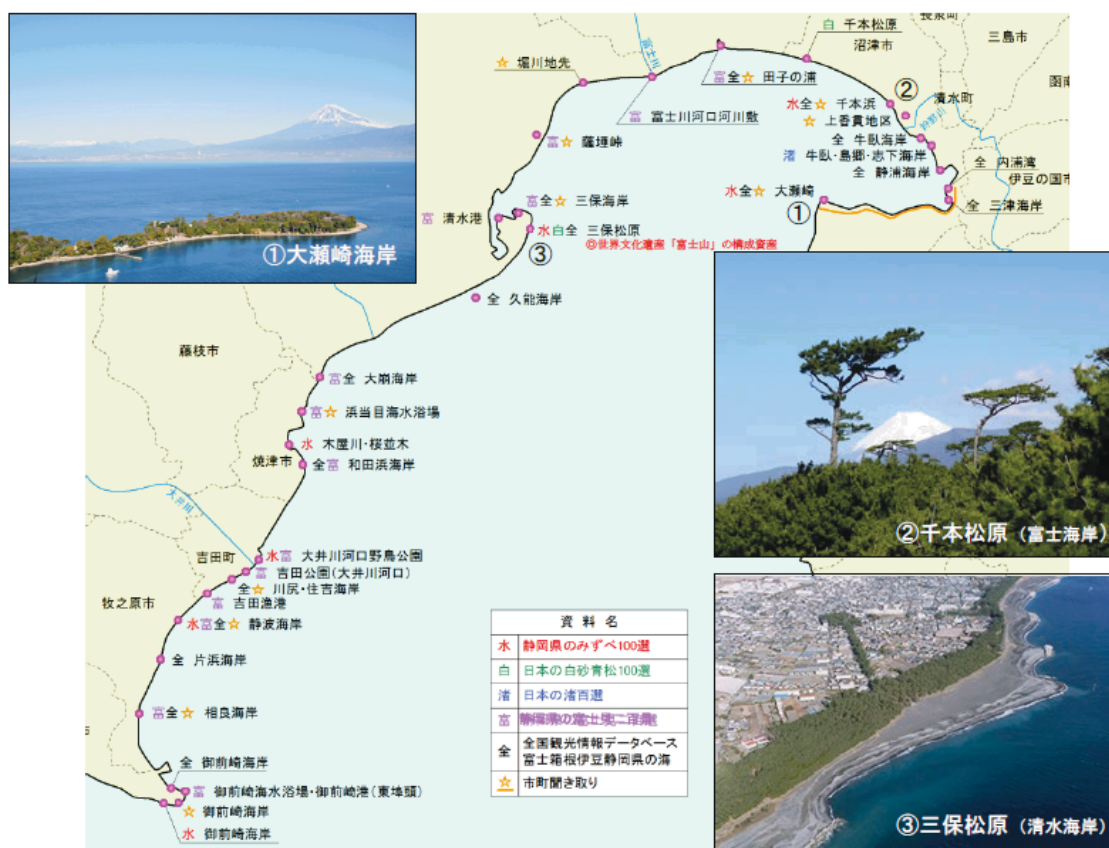 ①大瀬崎海岸
白 千本松原
長泉町
三島市
沼津市
函南
富士川
☆ 堀川地先
富全☆ 田子の浦
富 富士川河口河川敷
②
清水町
狩野川
水全☆ 千本浜
☆ 上香貫地区
全 牛臥海岸
渚 牛臥・島郷・志下海岸
全 静浦海岸
全 内浦湾
伊豆の国市
全 三津海岸
富☆ 薩埵峠
水全☆ 大瀬崎
①
富全☆ 三保海岸
富 清水港
水白全 三保松原
◎世界文化遺産「富士山」の構成資産
③
全 久能海岸
藤枝市
富全 大崩海岸
富☆ 浜当目海水浴場
水 木屋川・桜並木
焼津市
全富 和田浜海岸
大井川
吉田町
水富 大井川河口野鳥公園
富 吉田公園(大井川河口)
全☆ 川尻・住吉海岸
富 吉田漁港
牧之原市
水富全☆ 静波海岸
全 片浜海岸
富全☆ 相良海岸
全 御前崎海岸
富 御前崎海水浴場・御前崎港(東埠頭)
☆ 御前崎海岸
水 御前崎海岸
②千本松原(富士海岸)
③三保松原(清水海岸)
資料名
水 静岡県のみずべ100選
白 日本の白砂青松100選
渚 日本の渚百選
富
全 全国観光情報データベース
富士箱根伊豆静岡県の海
☆ 市町聞き取り